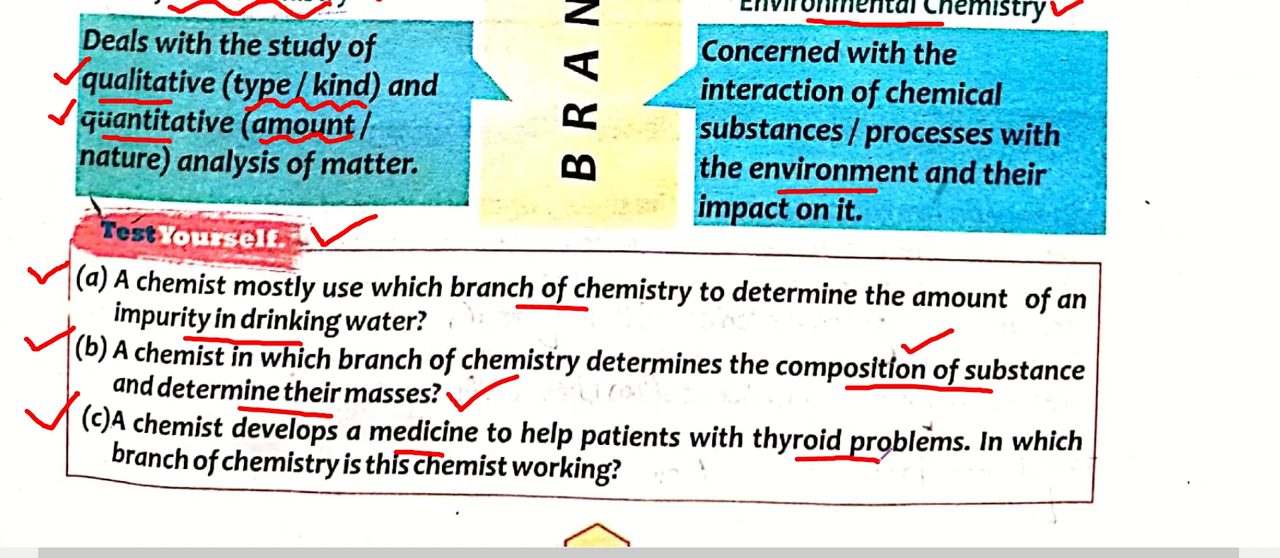 Environmental Chemistry
Deals with the study of
qualitative (type / kind) and
quantitative (amount /
nature) analysis of matter.
BRAN
Concerned with the
interaction of chemical
substances / processes with
the environment and their
impact on it.
Test Yourself.
(a) A chemist mostly use which branch of chemistry to determine the amount of an
impurity in drinking water?
(b) A chemist in which branch of chemistry determines the composition of substance
and determine their masses?
(c)A chemist develops a medicine to help patients with thyroid problems. In which
branch of chemistry is this chemist working?